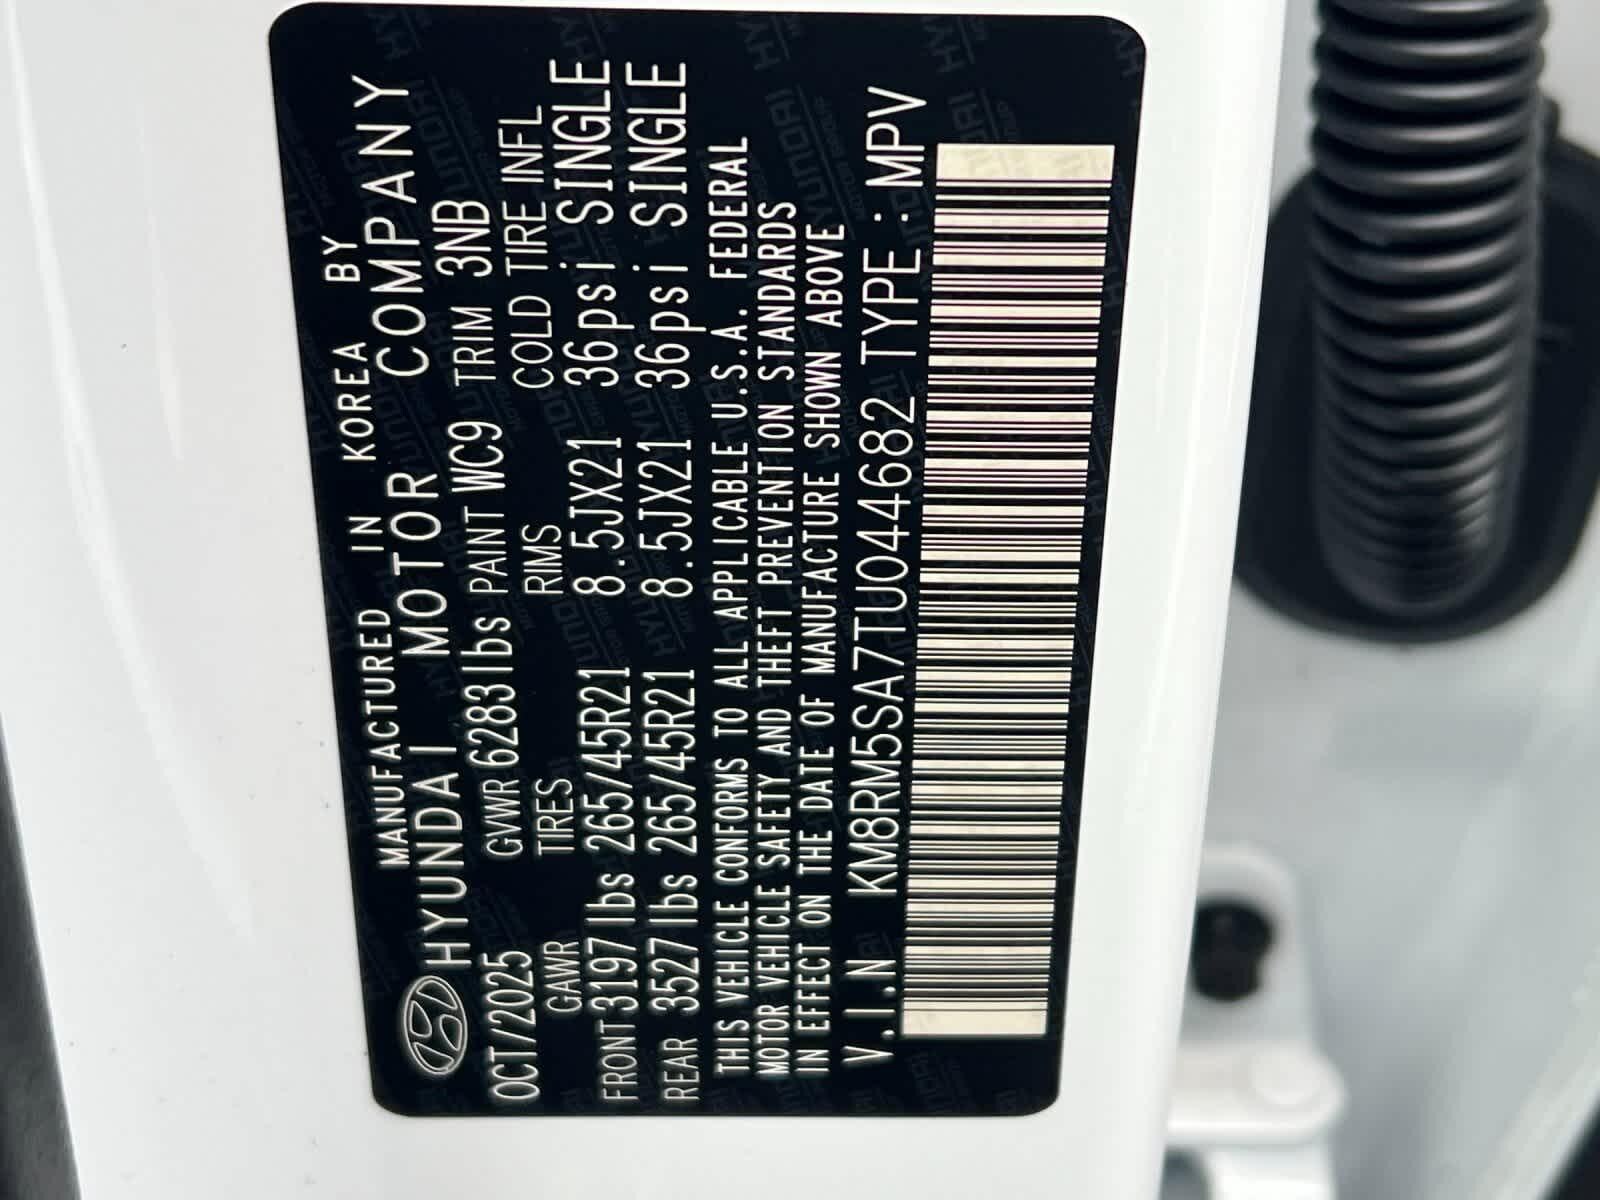 MANUFACTURED IN KOREA BY
HYUNDAI MOTOR COMPANY
OCT/2025 GVWR 6283lbs PAINT WC9 TRIM 3NB
GAWR TIRES RIMS COLD TIRE INFL
FRONT 3197lbs 265/45R21 8.5JX21 36psi SINGLE
REAR 3527lbs 265/45R21 8.5JX21 36psi SINGLE
THIS VEHICLE CONFORMS TO ALL APPLICABLE U.S.A. FEDERAL
MOTOR VEHICLE SAFETY AND THEFT PREVENTION STANDARDS
IN EFFECT ON THE DATE OF MANUFACTURE SHOWN ABOVE
V.I.N KM8RM5SA7TU044682 TYPE : MPV